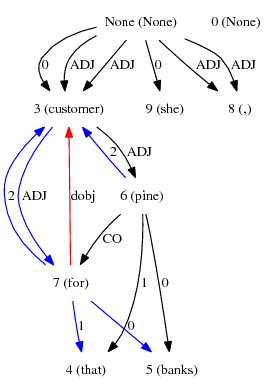 None (None) 0 (None)
0 ADJ ADJ 0 ADJ ADJ
3 (customer) 9 (she) 8 (,)
2 ADJ
2 ADJ dobj 6 (pine)
CO
7 (for) 1 0
1 0
4 (that) 5 (banks)